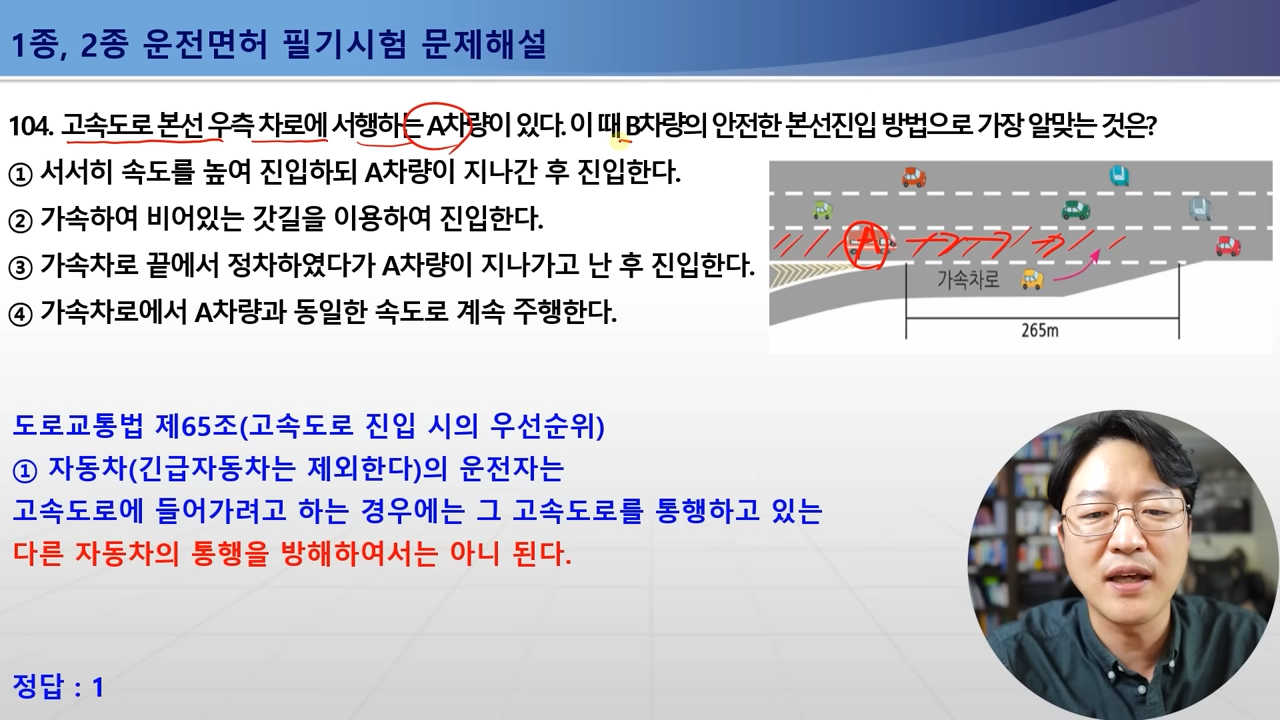 1종, 2종 운전면허 필기시험 문제해설
104. 고속도로 본선 우측 차로에 서행하는 A차량이 있다. 이 때 B차량의 안전한 본선진입 방법으로 가장 알맞는 것은?
① 서서히 속도를 높여 진입하되 A차량이 지나간 후 진입한다.
② 가속하여 비어있는 갓길을 이용하여 진입한다.
③ 가속차로 끝에서 정차하였다가 A차량이 지나가고 난 후 진입한다.
④ 가속차로에서 A차량과 동일한 속도로 계속 주행한다.
A
가속차로
265m
도로교통법 제65조(고속도로 진입 시의 우선순위)
① 자동차(긴급자동차는 제외한다)의 운전자는
고속도로에 들어가려고 하는 경우에는 그 고속도로를 통행하고 있는
다른 자동차의 통행을 방해하여서는 아니 된다.
정답 : 1